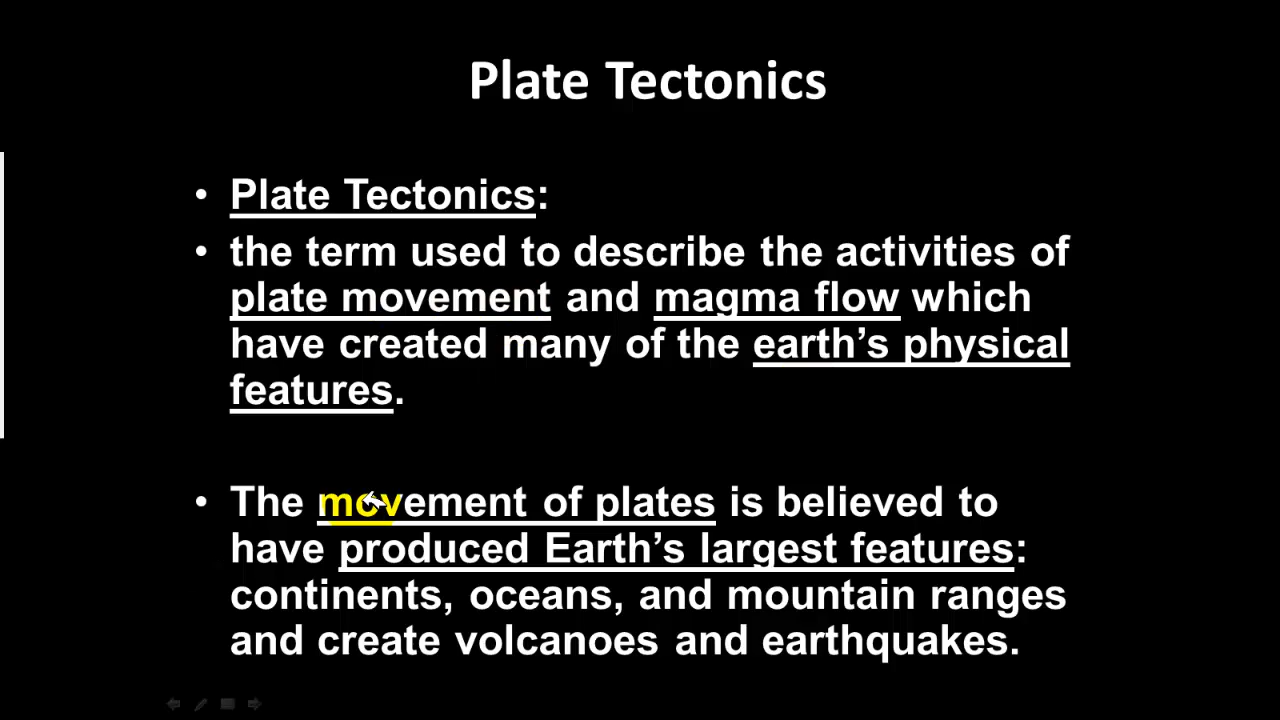 Plate Tectonics
• Plate Tectonics:
• the term used to describe the activities of
plate movement and magma flow which
have created many of the earth’s physical
features.
• The movement of plates is believed to
have produced Earth’s largest features:
continents, oceans, and mountain ranges
and create volcanoes and earthquakes.